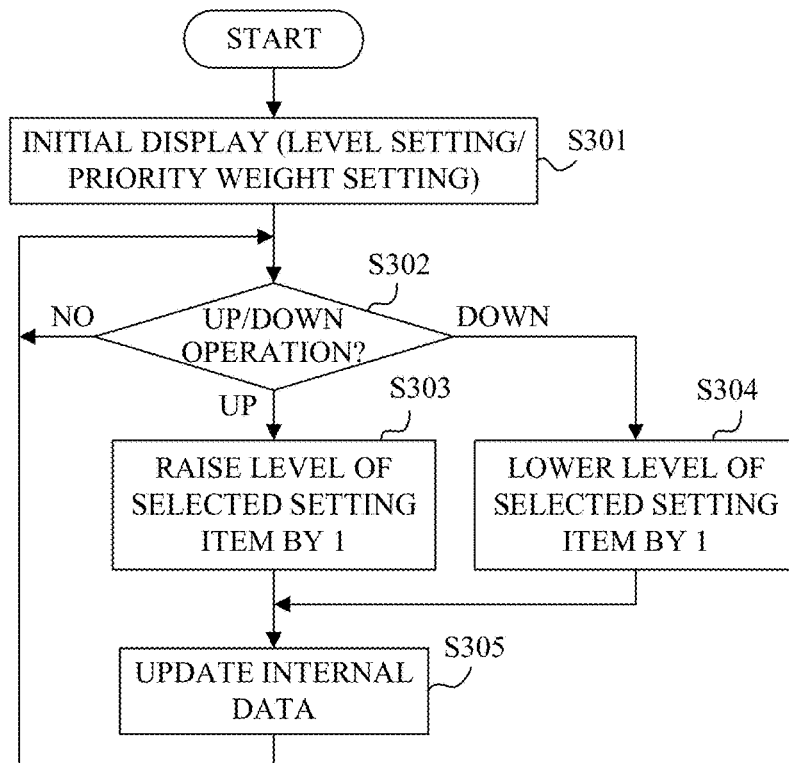 START
INITIAL DISPLAY (LEVEL SETTING/
PRIORITY WEIGHT SETTING)
S301
S302
NO
UP/DOWN
OPERATION?
DOWN
UP
S303
S304
RAISE LEVEL OF
SELECTED SETTING
ITEM BY 1
LOWER LEVEL OF
SELECTED SETTING
ITEM BY 1
S305
UPDATE INTERNAL
DATA